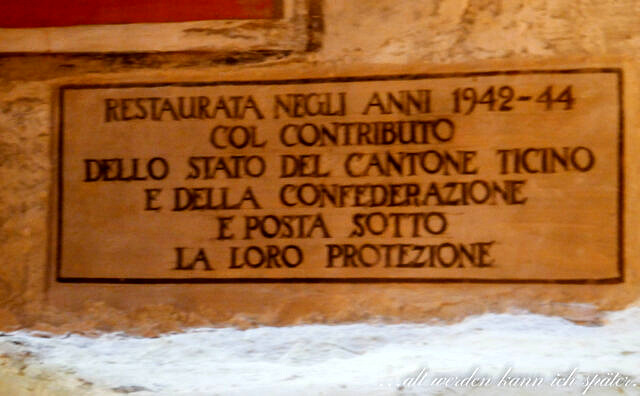 RESTAURATA NEGLI ANNI 1942-44
COL CONTRIBUTO
DELLO STATO DEL CANTONE TICINO
E DELLA CONFEDERAZIONE
E POSTA SOTTO
LA LORO PROTEZIONE
...alt werden kann ich später.